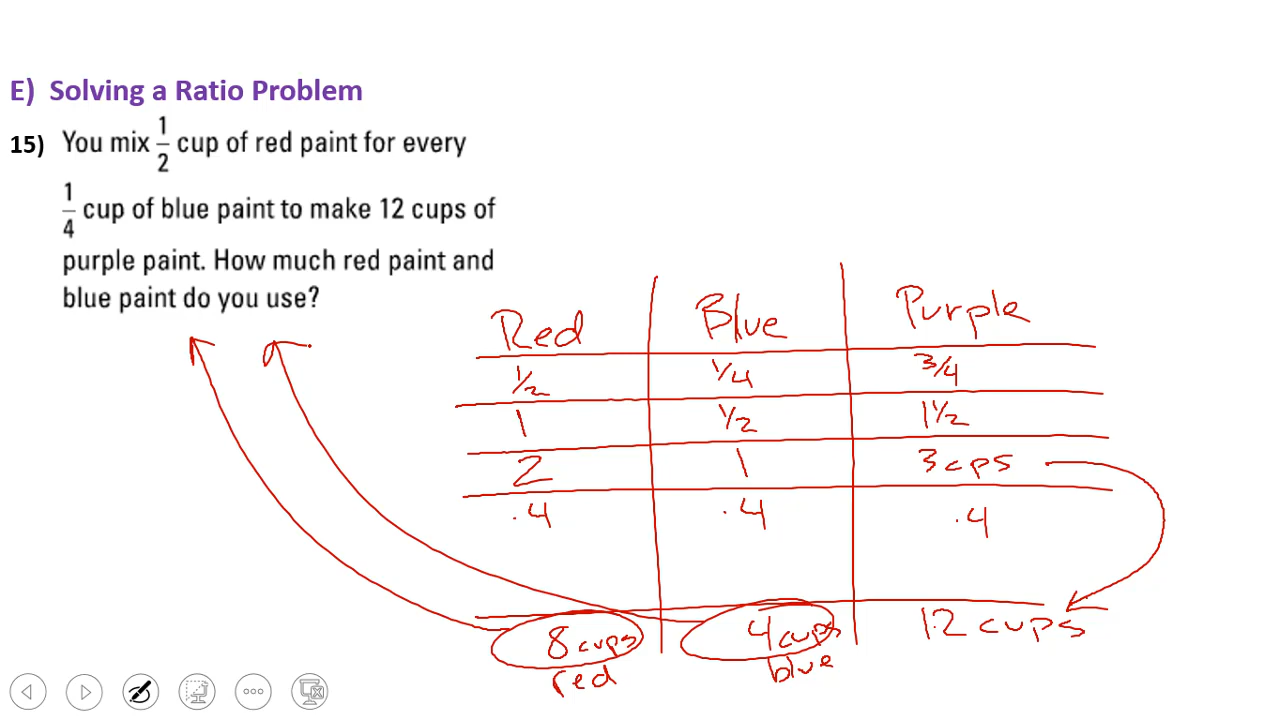 E) Solving a Ratio Problem
15) You mix 1/2 cup of red paint for every
1/4 cup of blue paint to make 12 cups of
purple paint. How much red paint and
blue paint do you use?
Red Blue Purple
1/2 1/4 3/4
1 1/2 1 1/2
2 1 3 cps
·4 ·4 ·4
8 cups 4 cups 12 cups
red blue